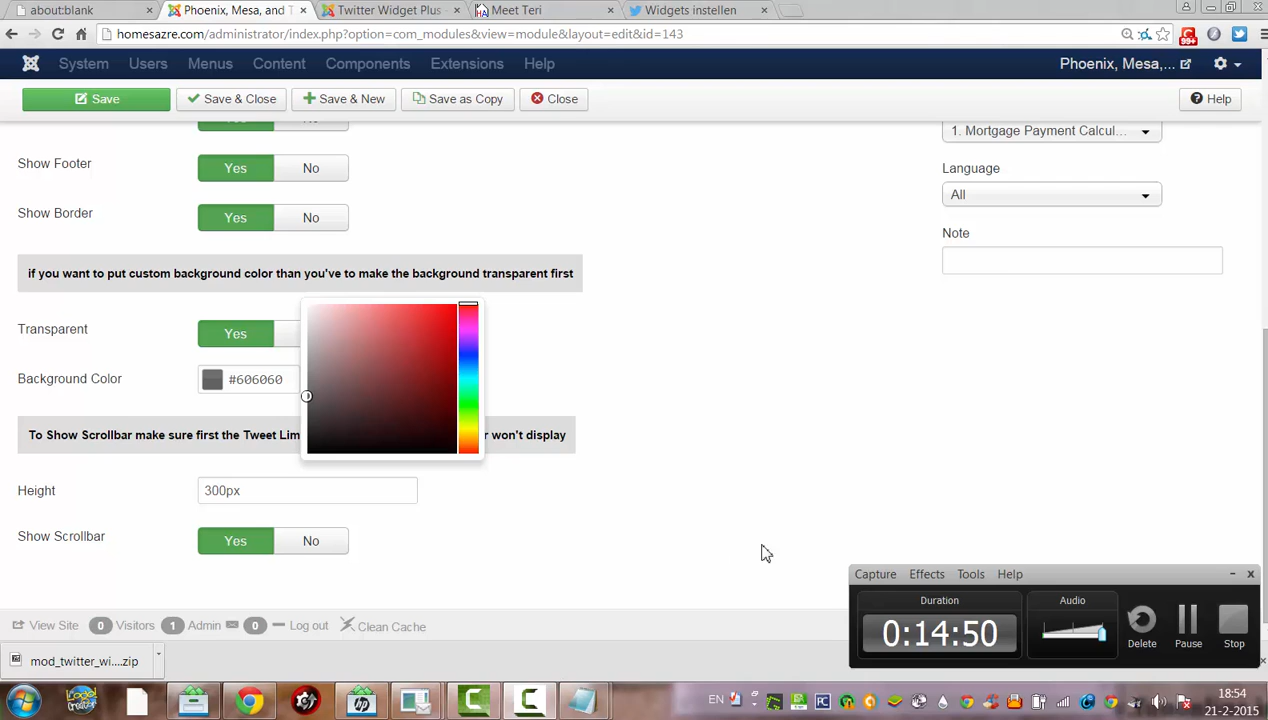 about:blank
Phoenix, Mesa, and T
Twitter Widget Plus -
Meet Teri
Widgets instellen
homesazre.com/administrator/index.php?option=com_modules&view=module&layout=edit&id=143
99+
System Users Menus Content Components Extensions Help
Phoenix, Mesa,...
Save
Save & Close
Save & New
Save as Copy
Close
Help
1. Mortgage Payment Calcul...
Show Footer
Yes No
Language
All
Show Border
Yes No
Note
if you want to put custom background color than you've to make the background transparent first
Transparent
Yes
Background Color
#606060
To Show Scrollbar make sure first the Tweet Lim
r won't display
Height
300px
Show Scrollbar
Yes No
Capture Effects Tools Help
Duration
0:14:50
Audio
Delete
Pause
Stop
View Site 0 Visitors 1 Admin 0 Log out Clean Cache
mod_twitter_wi....zip
EN
18:54
21-2-2015